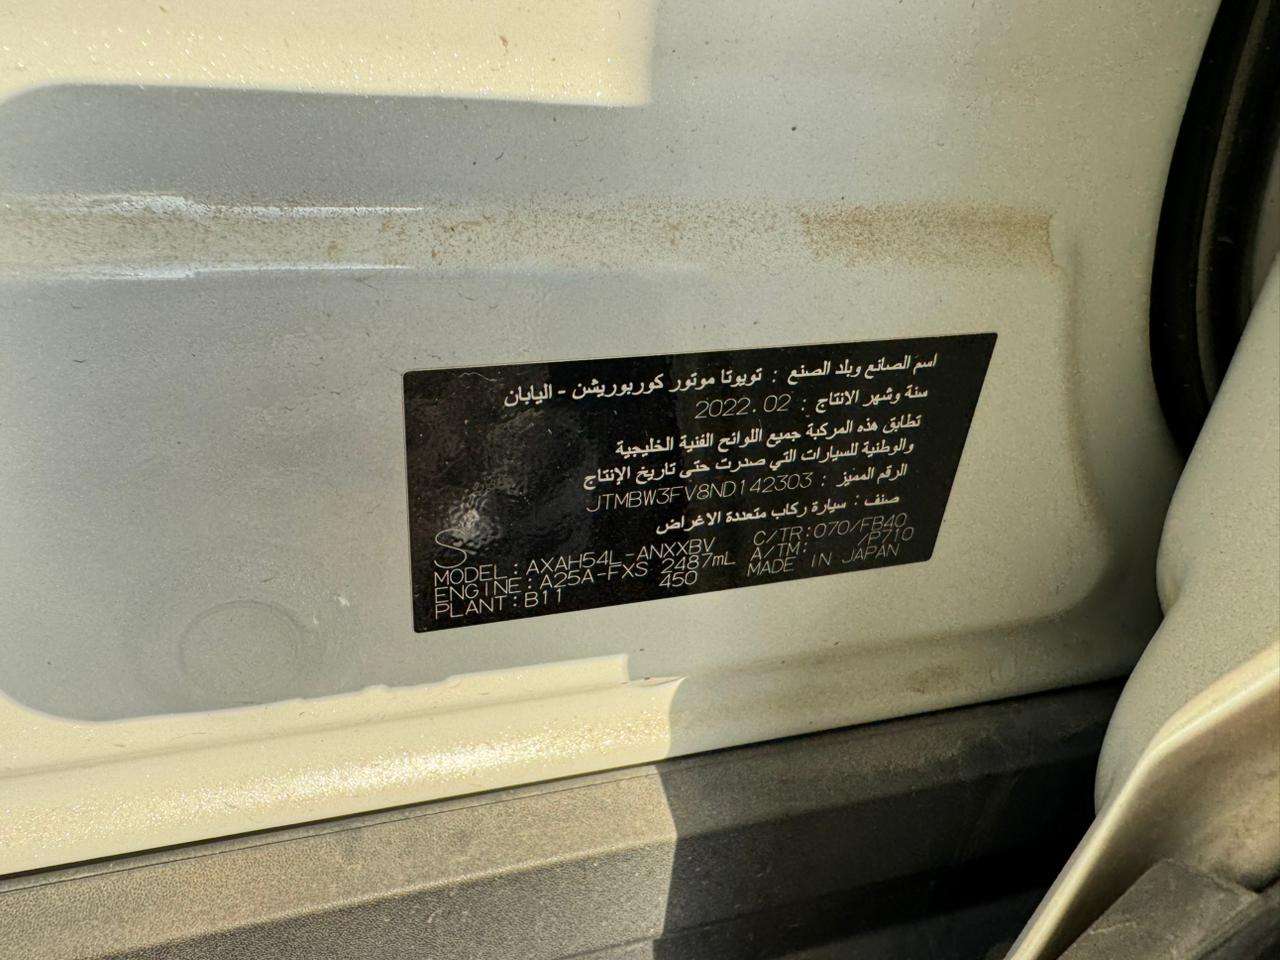 اسم الصانع وبلد الصنع : تويوتا موتور كوربوريشن - اليابان
سنة وشهر الانتاج : 2022.02
تطابق هذه المركبة جميع اللوائح الفنية الخليجية
والوطنية للسيارات التي صدرت حتى تاريخ الإنتاج
الرقم المميز : JTMBW3FV8ND142303
صنف : سيارة ركاب متعددة الاغراض
S
MODEL:AXAH54L-ANXXBV C/TR:070/FB40
ENGINE:A25A-FXS 2487mL A/TM: /P710
PLANT:B11 450 MADE IN JAPAN